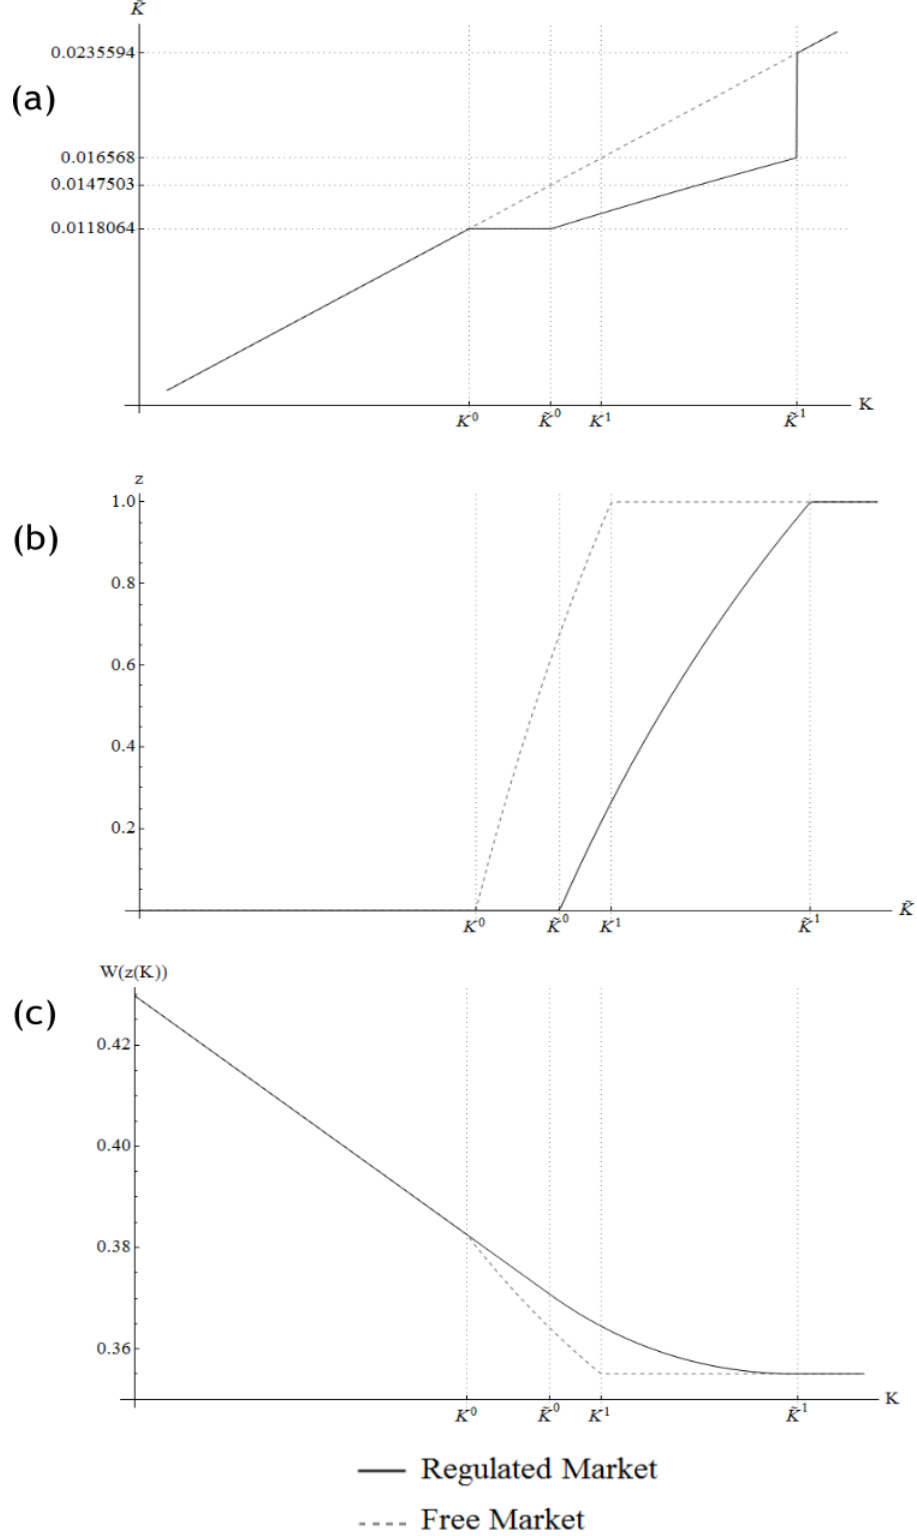 K̃
0.0235594
(a)
0.016568
0.0147503
0.0118064
K
K⁰ K̃⁰ K¹ K̃¹
z
1.0
(b)
0.8
0.6
0.4
0.2
K̃
K⁰ K̃⁰ K¹ K̃¹
W(z(K))
(c)
0.42
0.40
0.38
0.36
K
K⁰ K̃⁰ K¹ K̃¹
Regulated Market
Free Market